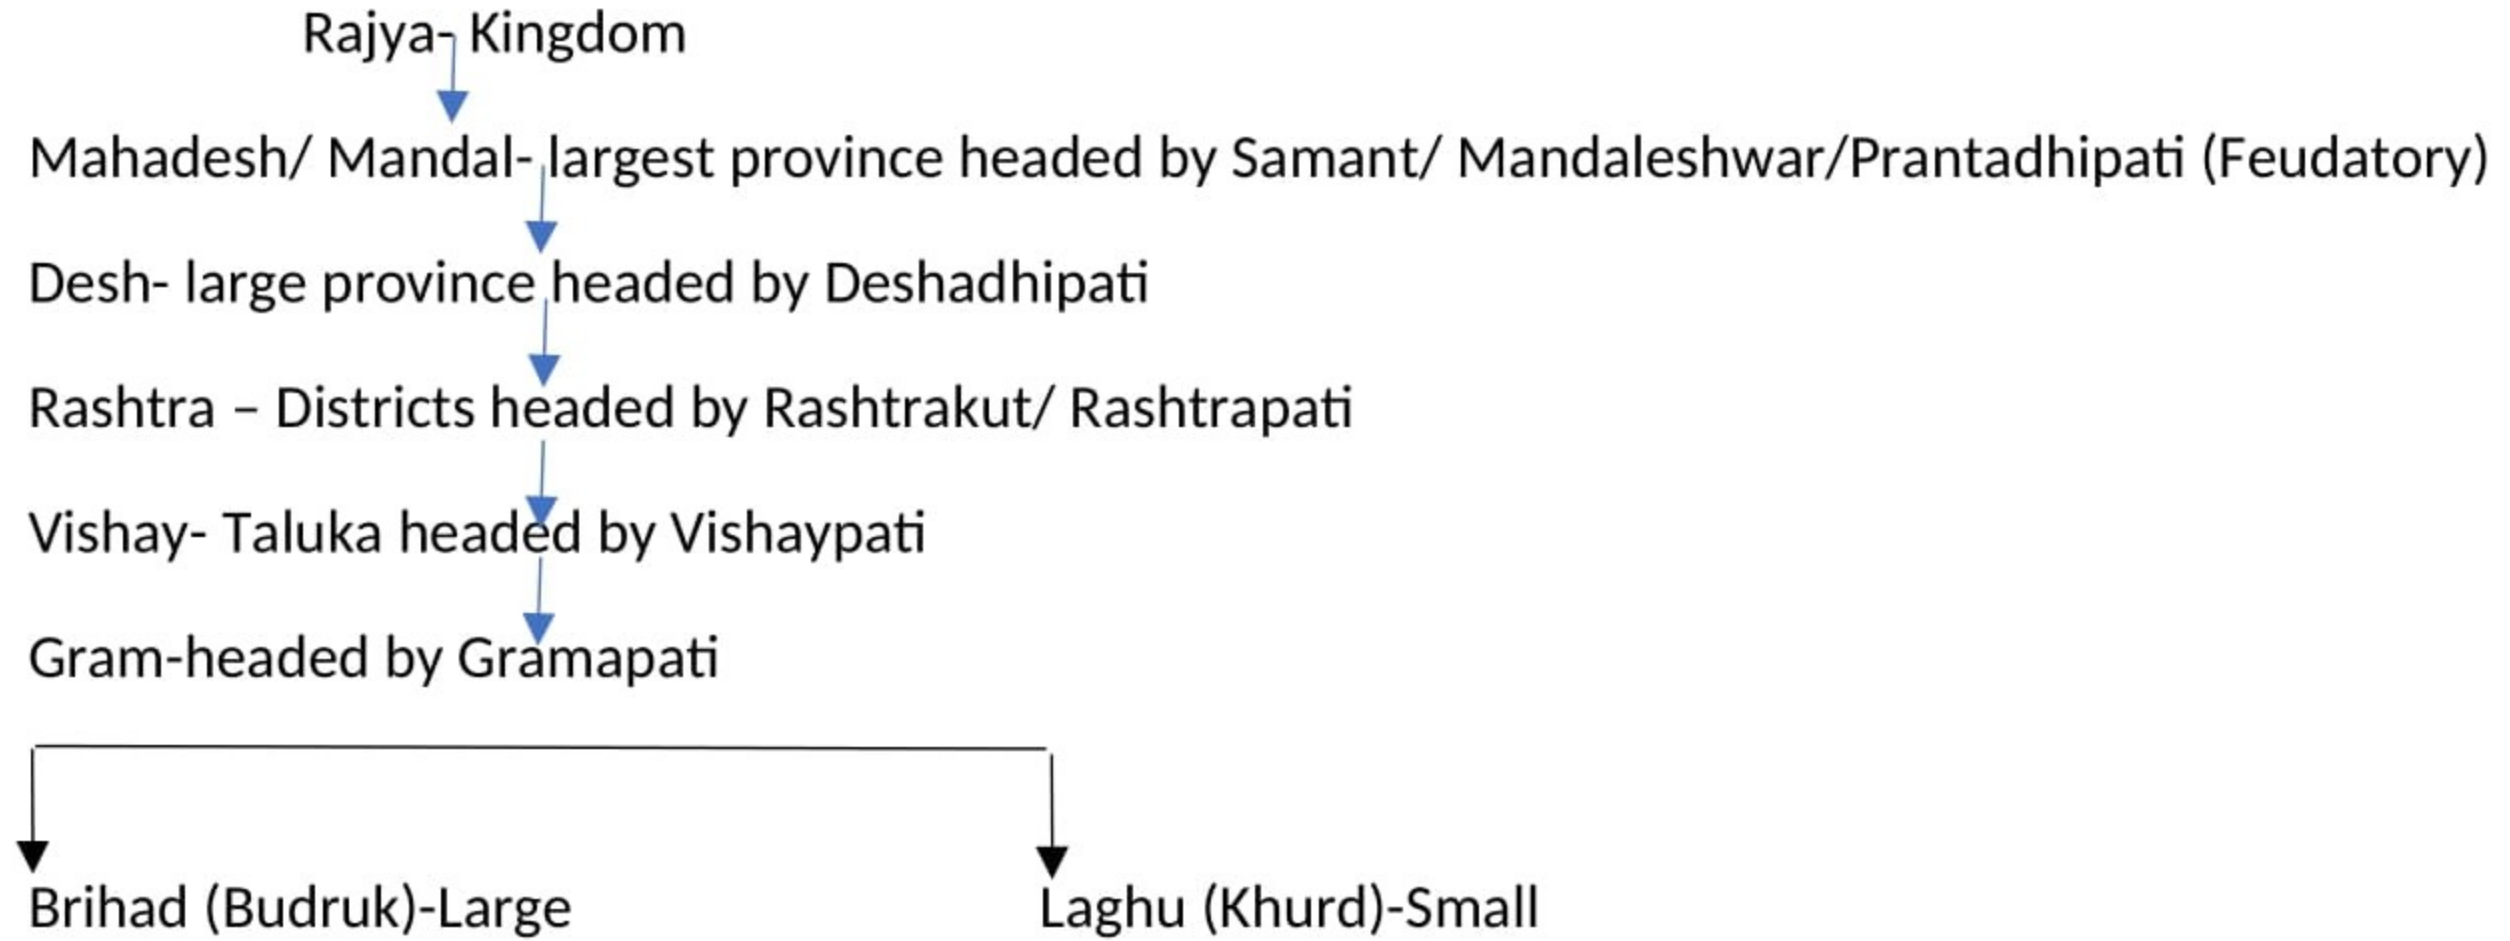 Rajya- Kingdom
Mahadesh/ Mandal- largest province headed by Samant/ Mandaleshwar/Prantadhipati (Feudatory)
Desh- large province headed by Deshadhipati
Rashtra – Districts headed by Rashtrakut/ Rashtrapati
Vishay- Taluka headed by Vishaypati
Gram-headed by Gramapati
Brihad (Budruk)-Large
Laghu (Khurd)-Small